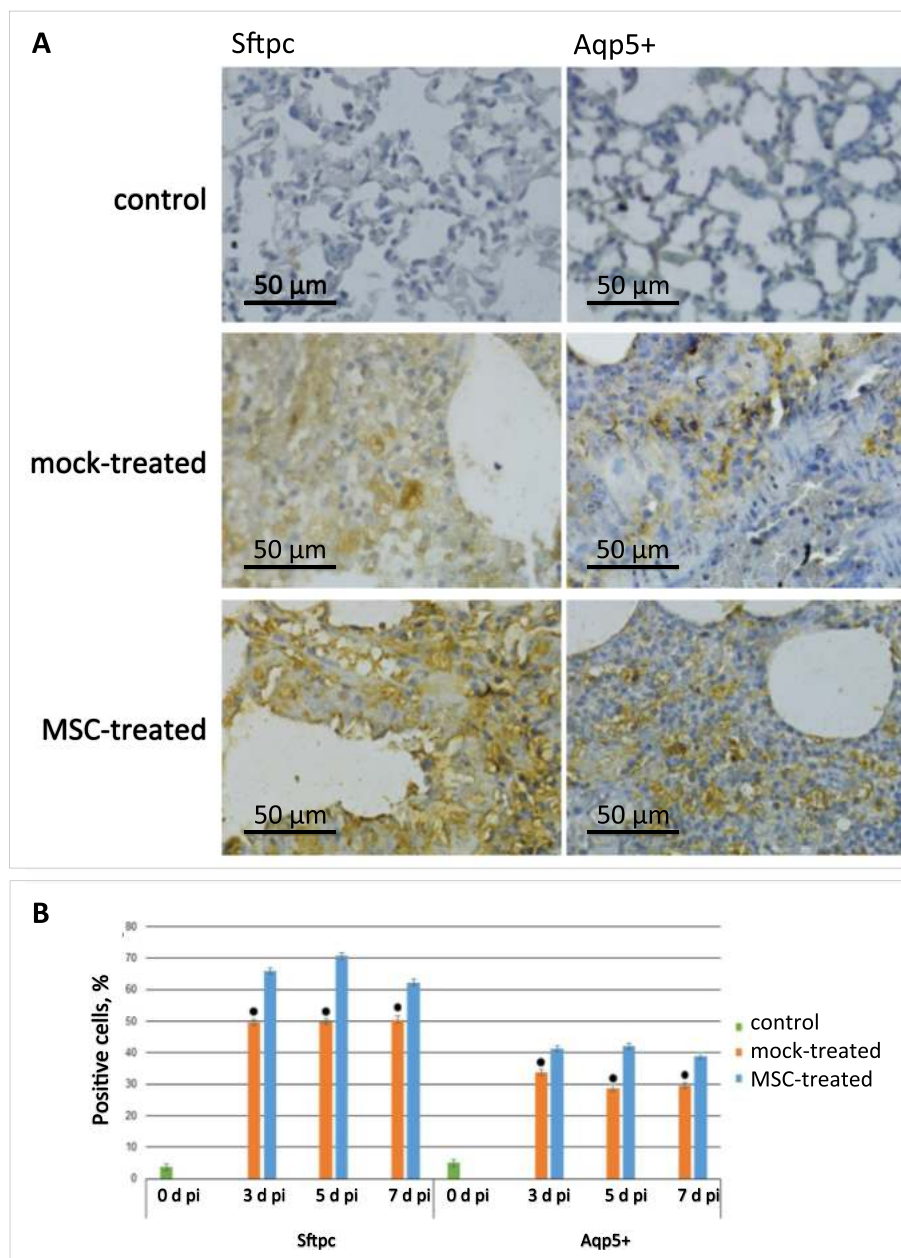 A
Sftpc Aqp5+
control
50 µm 50 µm
mock-treated
50 µm 50 µm
MSC-treated
50 µm 50 µm
B
Positive cells, %
80
70
60
50
40
30
20
10
0
0 d pi 3 d pi 5 d pi 7 d pi 0 d pi 3 d pi 5 d pi 7 d pi
Sftpc Aqp5+
control
mock-treated
MSC-treated